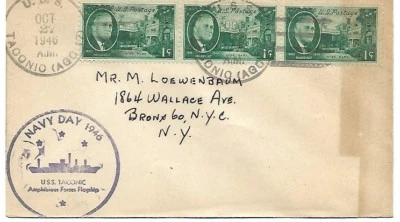 U.S.S.
OCT
27
1946
A.M.
TACONIC (AGC
U.S. Postage
1¢
U.S. Postage
1¢
U.S. Postage
1¢
MR. M. LOEWENBAUM
1864 WALLACE AVE.
BRONX 60, N.Y.C.
N.Y.
NAVY DAY 1946
U.S.S. TACONIC
Amphibious Forces Flagship